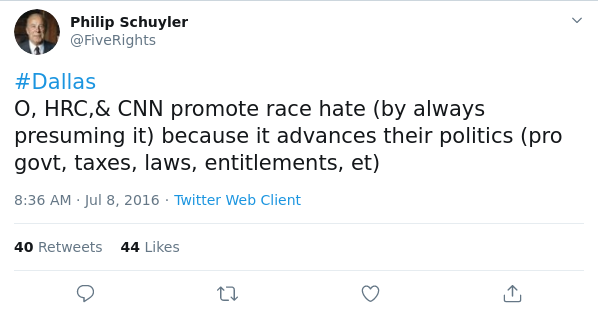 Philip Schuyler
@FiveRights
#Dallas
O, HRC,& CNN promote race hate (by always
presuming it) because it advances their politics (pro
govt, taxes, laws, entitlements, et)
8:36 AM · Jul 8, 2016 · Twitter Web Client
40 Retweets 44 Likes